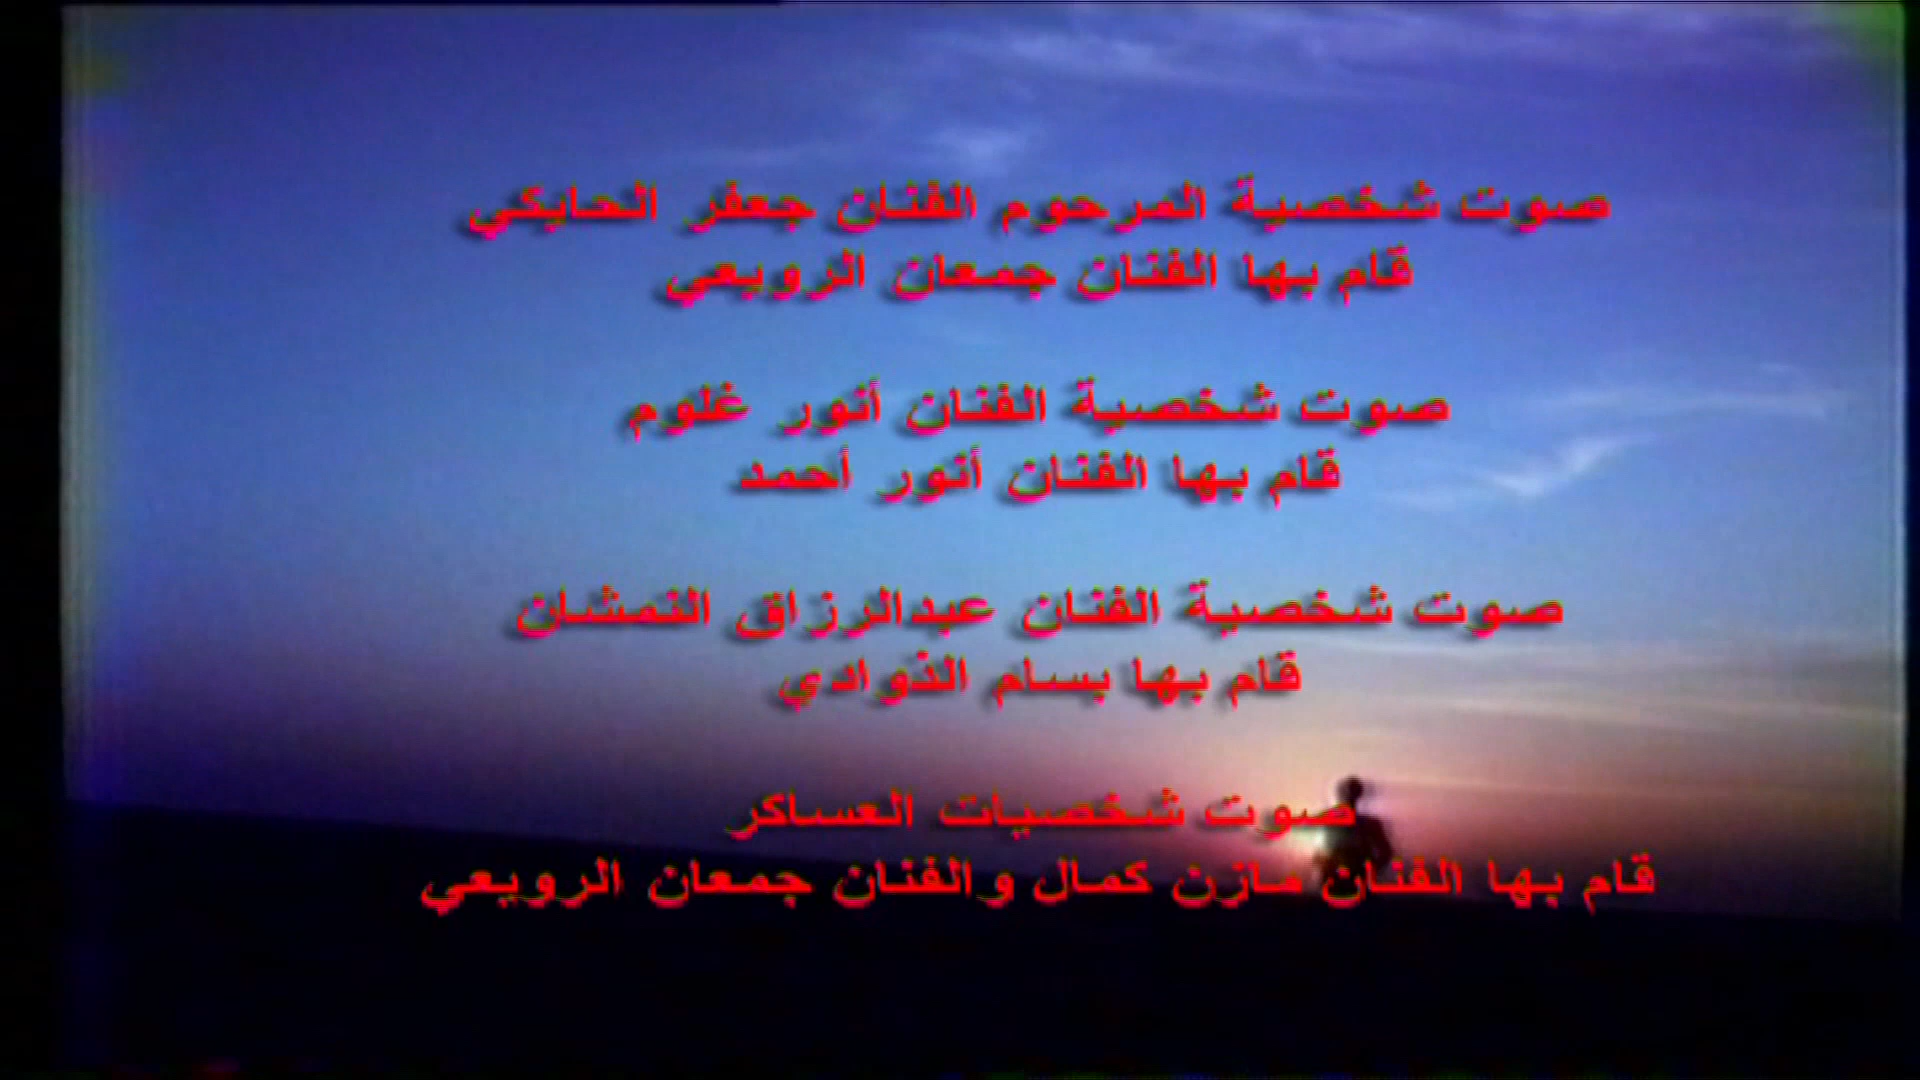 صوت شخصية المرحوم الفنان جعفر الحايكي
قام بها الفنان جمعان الرويعي
صوت شخصية الفنان أنور غلوم
قام بها الفنان أنور أحمد
صوت شخصية الفنان عبدالرزاق النمشان
قام بها بسام الذوادي
صوت شخصيات العساكر
قام بها الفنان مازن كمال والفنان جمعان الرويعي